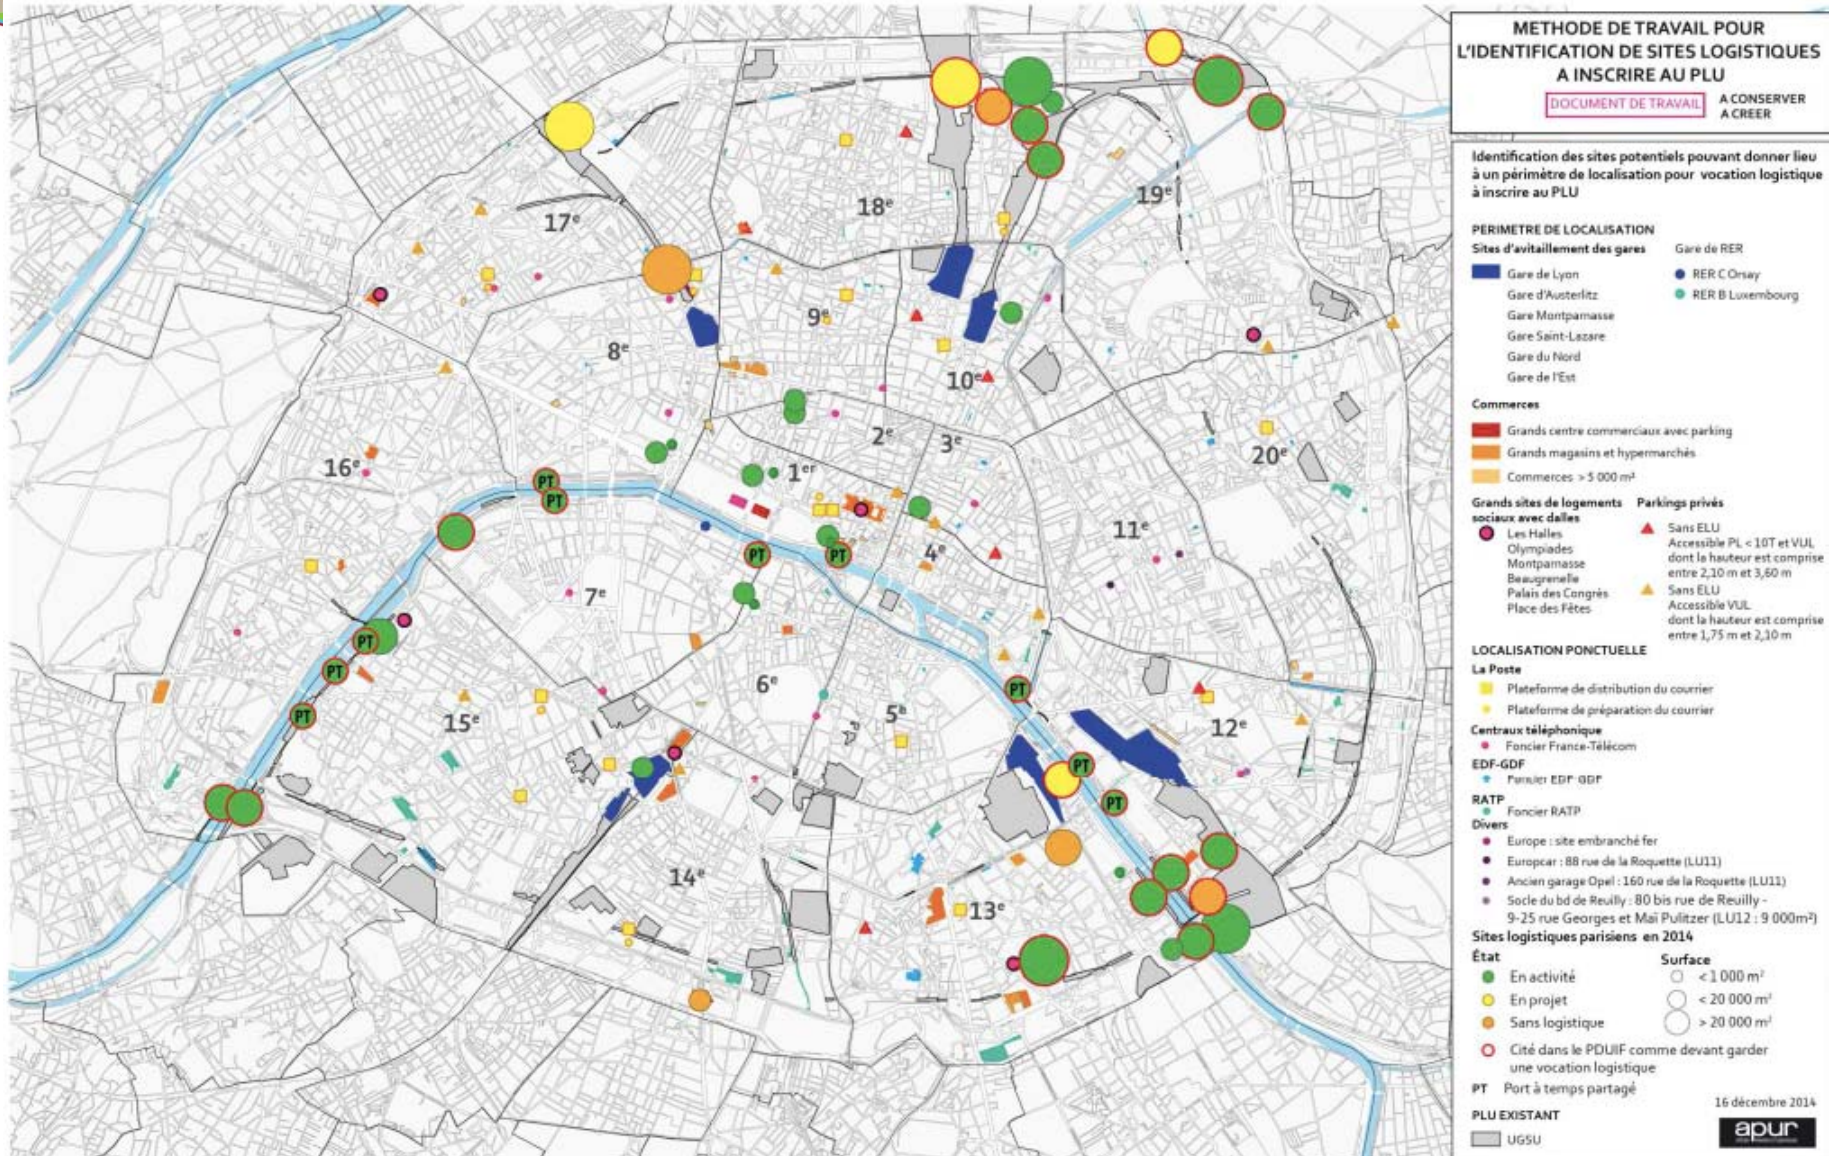 METHODE DE TRAVAIL POUR
L'IDENTIFICATION DE SITES LOGISTIQUES
A INSCRIRE AU PLU
DOCUMENT DE TRAVAIL
A CONSERVER
A CREER
Identification des sites potentiels pouvant donner lieu
à un périmètre de localisation pour vocation logistique
à inscrire au PLU
PERIMETRE DE LOCALISATION
Sites d'avitaillement des gares
Gare de Lyon
Gare d'Austerlitz
Gare Montparnasse
Gare Saint-Lazare
Gare du Nord
Gare de l'Est
Gare de RER
RER C Orsay
RER B Luxembourg
Commerces
Grands centre commerciaux avec parking
Grands magasins et hypermarchés
Commerces > 5 000 m²
Grands sites de logements
sociaux avec dalles
Les Halles
Olympiades
Montparnasse
Beaugrenelle
Palais des Congrès
Place des Fêtes
Parkings privés
Sans ELU
Accessible PL < 10T et VUL
dont la hauteur est comprise
entre 2,10 m et 3,60 m
Sans ELU
Accessible VUL
dont la hauteur est comprise
entre 1,75 m et 2,10 m
LOCALISATION PONCTUELLE
La Poste
Plateforme de distribution du courrier
Plateforme de préparation du courrier
Centraux téléphonique
Foncier France-Télécom
EDF-GDF
Foncier EDF-GDF
RATP
Foncier RATP
Divers
Europe : site embranché fer
Europcar : 88 rue de la Roquette (LU11)
Ancien garage Opel : 160 rue de la Roquette (LU11)
Socle du bd de Reuilly : 80 bis rue de Reuilly -
9-25 rue Georges et Maï Pulitzer (LU12 : 9 000m²)
Sites logistiques parisiens en 2014
État
En activité
En projet
Sans logistique
Surface
< 1 000 m²
< 20 000 m²
> 20 000 m²
Cité dans le PDUIF comme devant garder
une vocation logistique
PT Port à temps partagé
PLU EXISTANT
UGSU
16 décembre 2014
apur
17e
18e
19e
8e
9e
10e
16e
1er
2e
3e
20e
11e
4e
7e
6e
5e
15e
12e
14e
13e
PT
PT
PT
PT
PT
PT
PT
PT
PT
PT